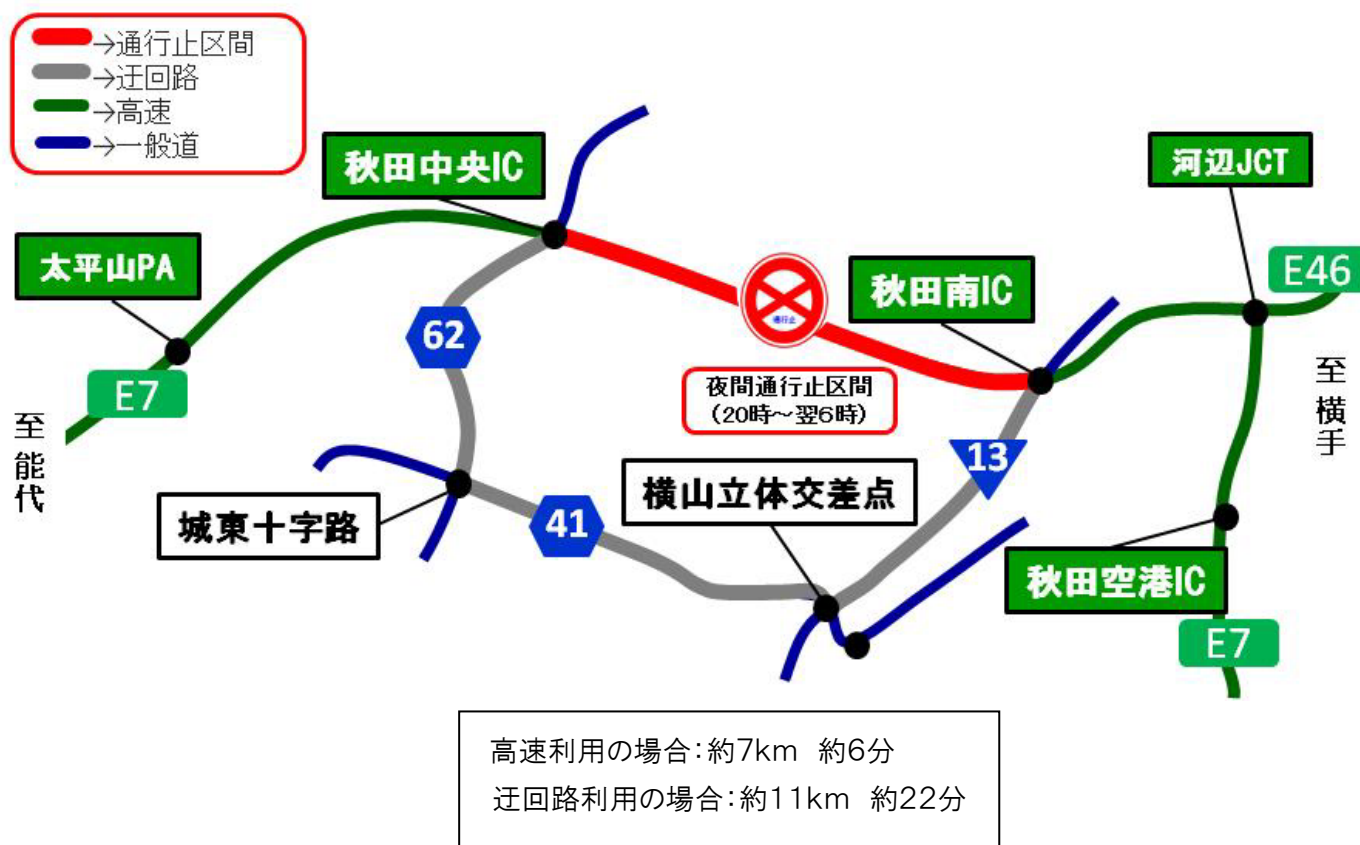 →通行止区間
→迂回路
→高速
→一般道
秋田中央IC
河辺JCT
太平山PA
秋田南IC
E46
62
通行止
E7
夜間通行止区間
(20時~翌6時)
至横手
至能代
13
横山立体交差点
城東十字路
41
秋田空港IC
E7
高速利用の場合:約7km 約6分
迂回路利用の場合:約11km 約22分